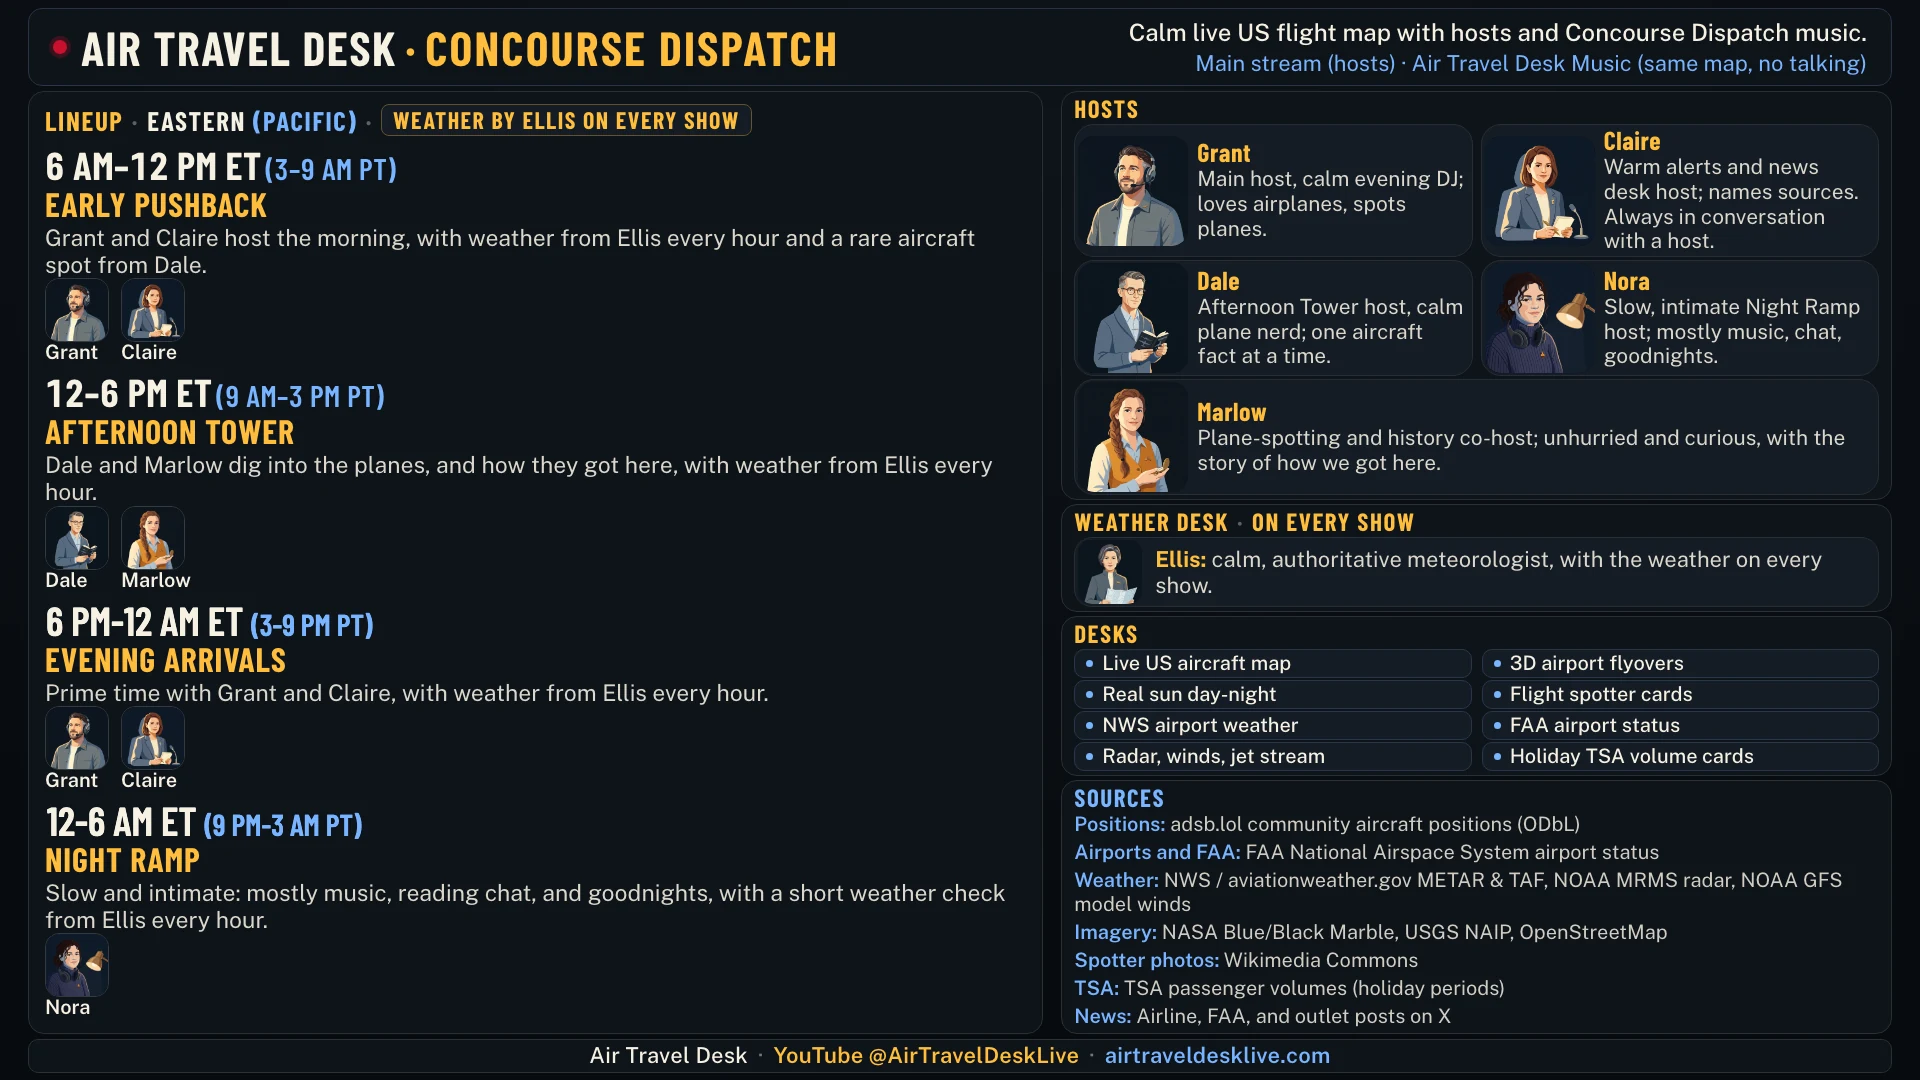 AIR TRAVEL DESK · CONCOURSE DISPATCH
Calm live US flight map with hosts and Concourse Dispatch music.
Main stream (hosts) · Air Travel Desk Music (same map, no talking)
LINEUP · EASTERN (PACIFIC) · WEATHER BY ELLIS ON EVERY SHOW
6 AM–12 PM ET (3–9 AM PT)
EARLY PUSHBACK
Grant and Claire host the morning, with weather from Ellis every hour and a rare aircraft
spot from Dale.
Grant Claire
12–6 PM ET (9 AM–3 PM PT)
AFTERNOON TOWER
Dale and Marlow dig into the planes, and how they got here, with weather from Ellis every
hour.
Dale Marlow
6 PM–12 AM ET (3–9 PM PT)
EVENING ARRIVALS
Prime time with Grant and Claire, with weather from Ellis every hour.
Grant Claire
12–6 AM ET (9 PM–3 AM PT)
NIGHT RAMP
Slow and intimate: mostly music, reading chat, and goodnights, with a short weather check
from Ellis every hour.
Nora
HOSTS
Grant
Main host, calm evening DJ;
loves airplanes, spots
planes.
Claire
Warm alerts and news
desk host; names sources.
Always in conversation
with a host.
Dale
Afternoon Tower host, calm
plane nerd; one aircraft
fact at a time.
Nora
Slow, intimate Night Ramp
host; mostly music, chat,
goodnights.
Marlow
Plane-spotting and history co-host; unhurried and curious, with the
story of how we got here.
WEATHER DESK · ON EVERY SHOW
Ellis: calm, authoritative meteorologist, with the weather on every
show.
DESKS
• Live US aircraft map
• 3D airport flyovers
• Real sun day-night
• Flight spotter cards
• NWS airport weather
• FAA airport status
• Radar, winds, jet stream
• Holiday TSA volume cards
SOURCES
Positions: adsb.lol community aircraft positions (ODbL)
Airports and FAA: FAA National Airspace System airport status
Weather: NWS / aviationweather.gov METAR & TAF, NOAA MRMS radar, NOAA GFS
model winds
Imagery: NASA Blue/Black Marble, USGS NAIP, OpenStreetMap
Spotter photos: Wikimedia Commons
TSA: TSA passenger volumes (holiday periods)
News: Airline, FAA, and outlet posts on X
Air Travel Desk · YouTube @AirTravelDeskLive · airtraveldesklive.com